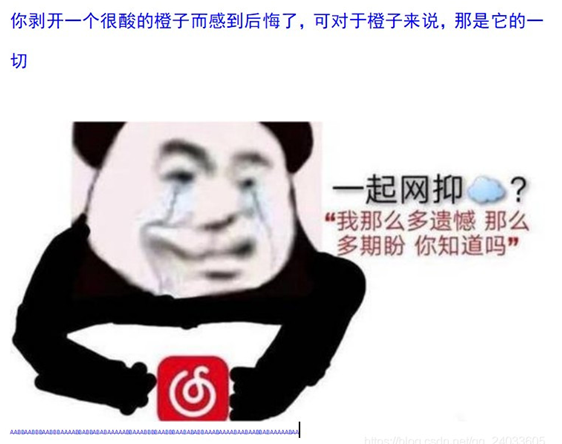 你剥开一个很酸的橙子而感到后悔了，可对于橙子来说，那是它的一
切
一起网抑☁️？
“我那么多遗憾 那么
多期盼 你知道吗”